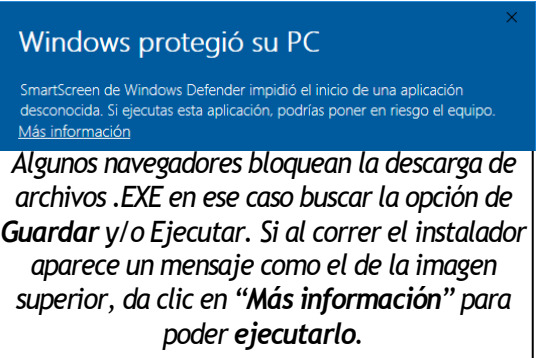 Windows protegió su PC
SmartScreen de Windows Defender impidió el inicio de una aplicación
desconocida. Si ejecutas esta aplicación, podrías poner en riesgo el equipo.
Más información
Algunos navegadores bloquean la descarga de
archivos .EXE en ese caso buscar la opción de
Guardar y/o Ejecutar. Si al correr el instalador
aparece un mensaje como el de la imagen
superior, da clic en “Más información” para
poder ejecutarlo.